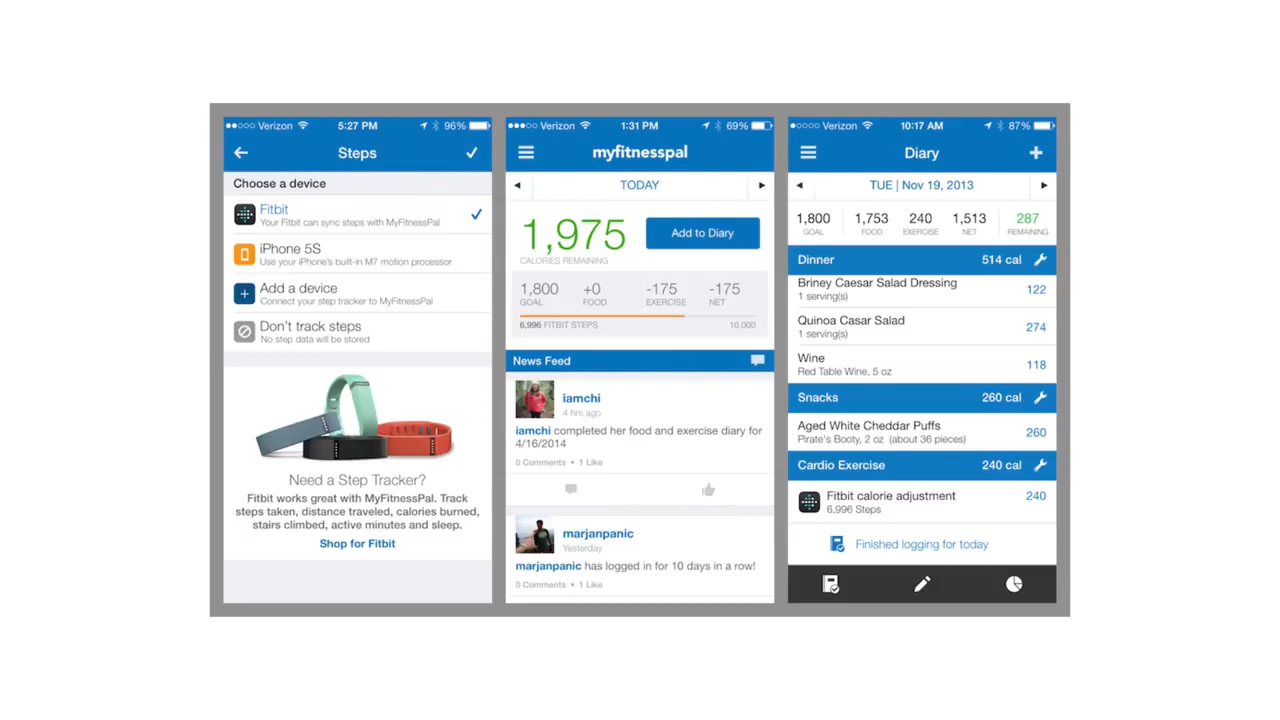 Verizon 5:27 PM 96%
Steps
Choose a device
Fitbit
Your Fitbit can sync steps with MyFitnessPal
iPhone 5S
Use your iPhone's built-in M7 motion processor
Add a device
Connect your step tracker to MyFitnessPal
Don't track steps
No step data will be stored
Need a Step Tracker?
Fitbit works great with MyFitnessPal. Track
steps taken, distance traveled, calories burned,
stairs climbed, active minutes and sleep.
Shop for Fitbit
Verizon 1:31 PM 69%
myfitnesspal
TODAY
1,975 Add to Diary
CALORIES REMAINING
1,800 +0 -175 -175
GOAL FOOD EXERCISE NET
6,996 FITBIT STEPS 10,000
News Feed
iamchi
4 hrs ago
iamchi completed her food and exercise diary for
4/16/2014
0 Comments • 1 Like
marjanpanic
Yesterday
marjanpanic has logged in for 10 days in a row!
0 Comments • 1 Like
Verizon 10:17 AM 87%
Diary
TUE | Nov 19, 2013
1,800 1,753 240 1,513 287
GOAL FOOD EXERCISE NET REMAINING
Dinner 514 cal
Briney Caesar Salad Dressing 122
1 serving(s)
Quinoa Casar Salad 274
1 serving(s)
Wine 118
Red Table Wine, 5 oz
Snacks 260 cal
Aged White Cheddar Puffs 260
Pirate's Booty, 2 oz (about 36 pieces)
Cardio Exercise 240 cal
Fitbit calorie adjustment 240
6,996 Steps
Finished logging for today